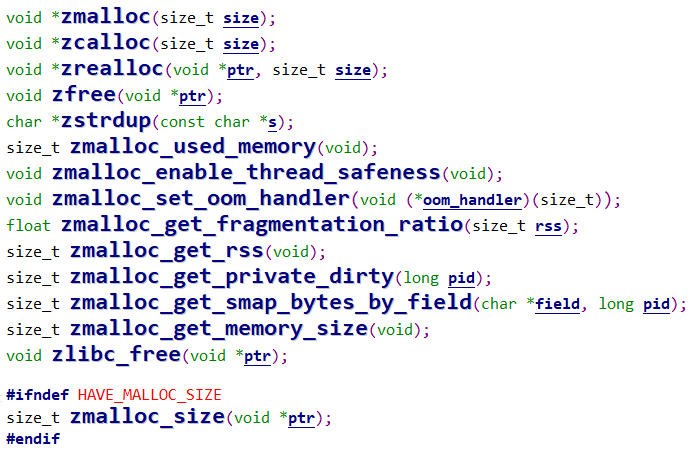 void *zmalloc(size_t size);
void *zcalloc(size_t size);
void *zrealloc(void *ptr, size_t size);
void zfree(void *ptr);
char *zstrdup(const char *s);
size_t zmalloc_used_memory(void);
void zmalloc_enable_thread_safeness(void);
void zmalloc_set_oom_handler(void (*oom_handler)(size_t));
float zmalloc_get_fragmentation_ratio(size_t rss);
size_t zmalloc_get_rss(void);
size_t zmalloc_get_private_dirty(long pid);
size_t zmalloc_get_smap_bytes_by_field(char *field, long pid);
size_t zmalloc_get_memory_size(void);
void zlibc_free(void *ptr);
#ifndef HAVE_MALLOC_SIZE
size_t zmalloc_size(void *ptr);
#endif